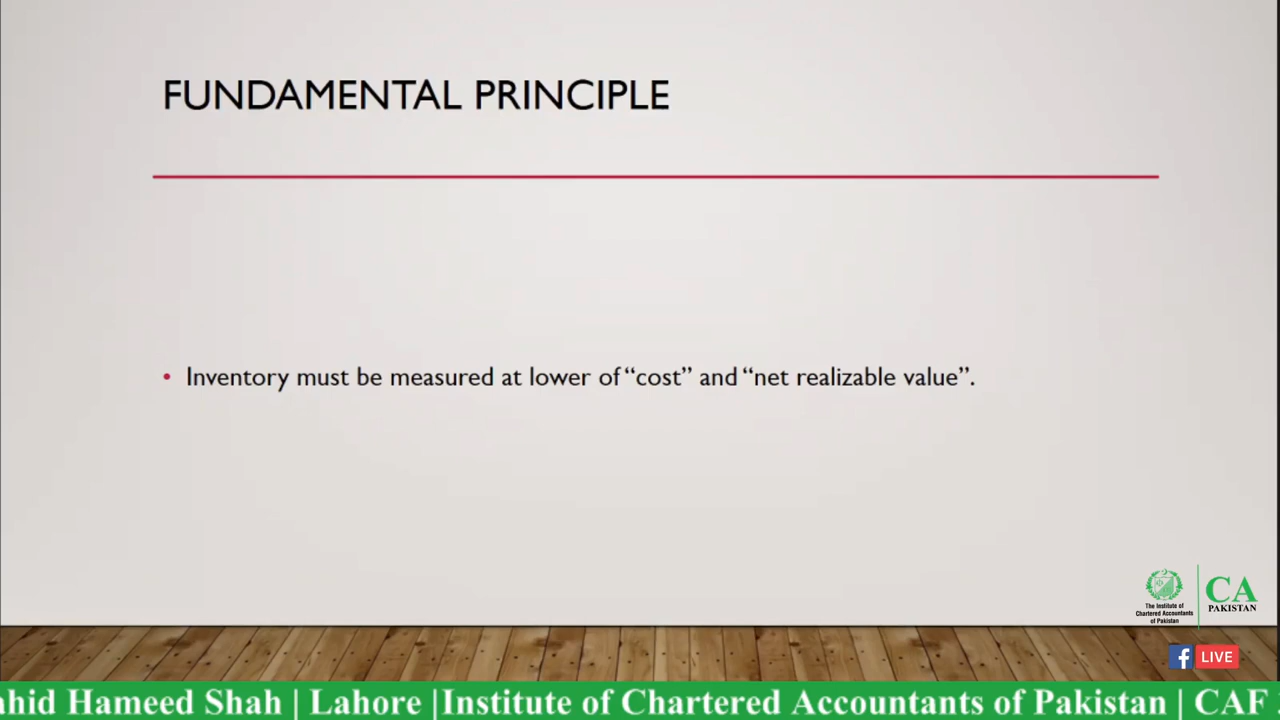 FUNDAMENTAL PRINCIPLE
• Inventory must be measured at lower of “cost” and “net realizable value”.
The Institute of
Chartered Accountants
of Pakistan
CA
PAKISTAN
f LIVE
ahid Hameed Shah | Lahore |Institute of Chartered Accountants of Pakistan | CAF